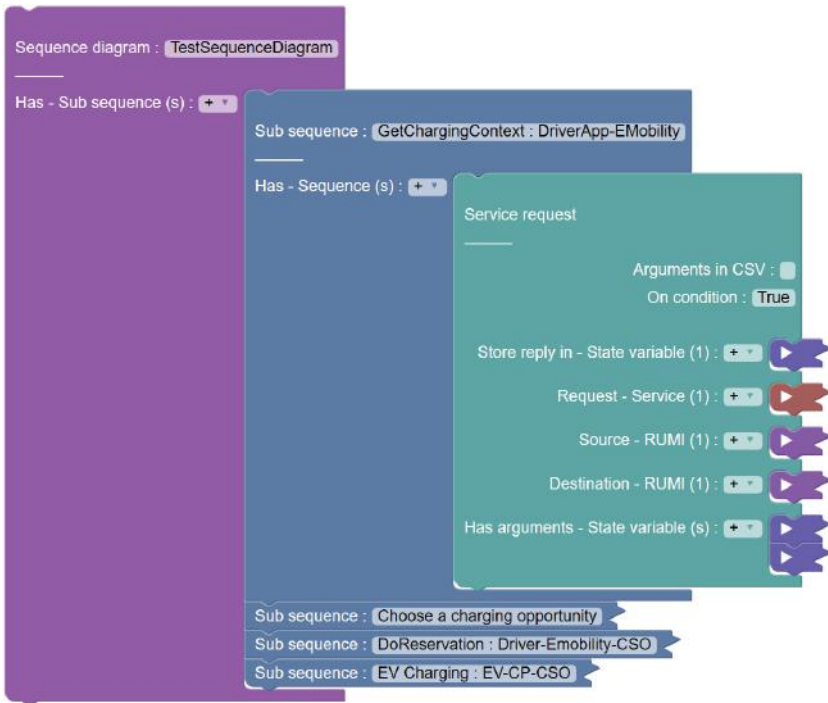 Sequence diagram : TestSequenceDiagram
Has - Sub sequence (s) : +
Sub sequence : GetChargingContext : DriverApp-EMobility
Has - Sequence (s) : +
Service request
Arguments in CSV :
On condition : True
Store reply in - State variable (1) : +
Request - Service (1) : +
Source - RUMI (1) : +
Destination - RUMI (1) : +
Has arguments - State variable (s) : +
Sub sequence : Choose a charging opportunity
Sub sequence : DoReservation : Driver-Emobility-CSO
Sub sequence : EV Charging : EV-CP-CSO